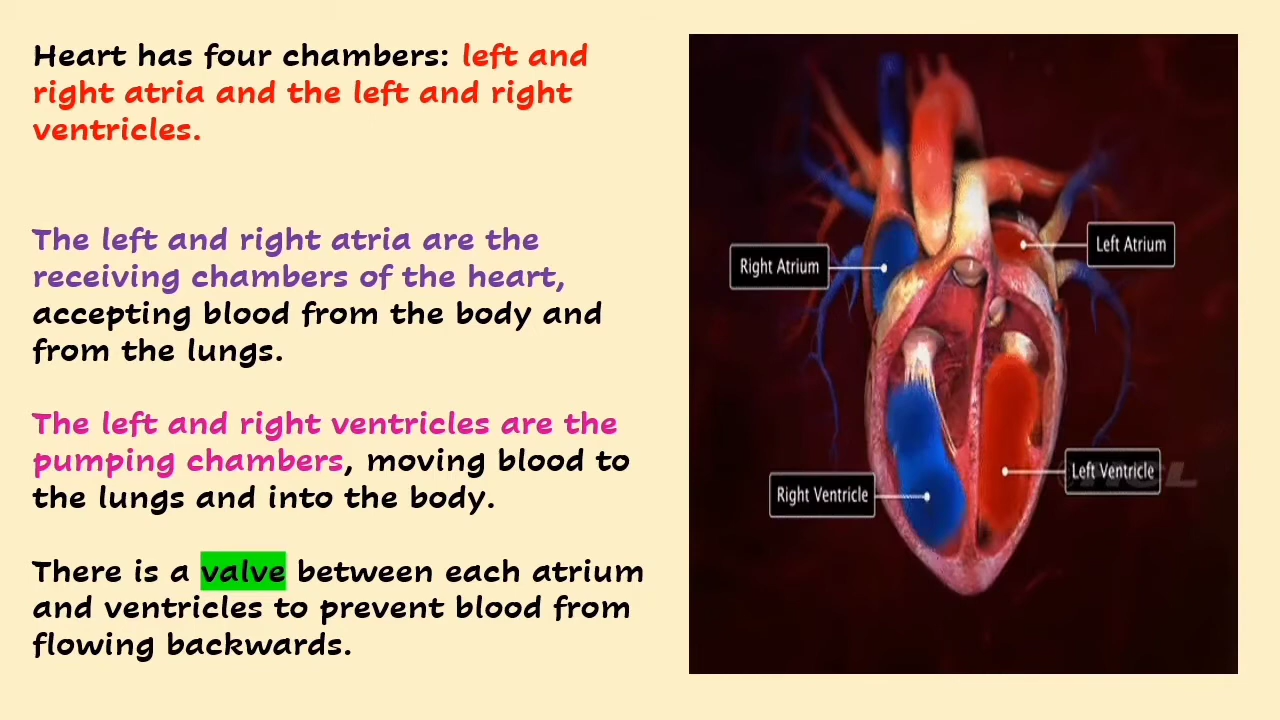 Heart has four chambers: left and
right atria and the left and right
ventricles.
The left and right atria are the
receiving chambers of the heart,
accepting blood from the body and
from the lungs.
The left and right ventricles are the
pumping chambers, moving blood to
the lungs and into the body.
There is a valve between each atrium
and ventricles to prevent blood from
flowing backwards.
Right Atrium
Left Atrium
Right Ventricle
Left Ventricle